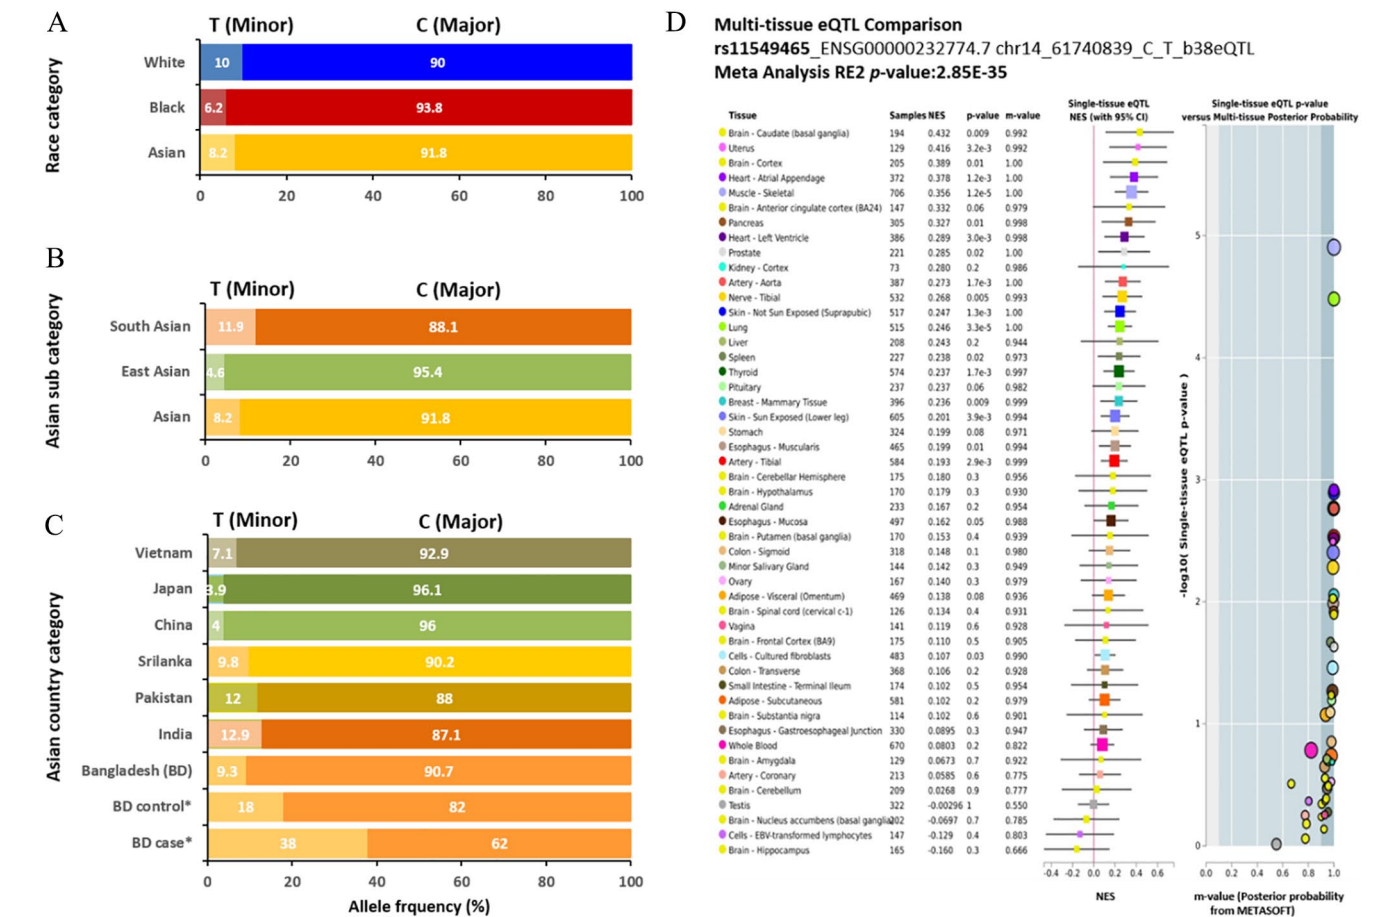 A
T (Minor)
C (Major)
Race category
White
10
90
Black
6.2
93.8
Asian
8.2
91.8
0 20 40 60 80 100
B
T (Minor)
C (Major)
Asian sub category
South Asian
11.9
88.1
East Asian
4.6
95.4
Asian
8.2
91.8
0 20 40 60 80 100
C
T (Minor)
C (Major)
Asian country category
Vietnam
7.1
92.9
Japan
3.9
96.1
China
4
96
Srilanka
9.8
90.2
Pakistan
12
88
India
12.9
87.1
Bangladesh (BD)
9.3
90.7
BD control*
18
82
BD case*
38
62
0 20 40 60 80 100
Allele frquency (%)
D
Multi-tissue eQTL Comparison
rs11549465_ENSG00000232774.7 chr14_61740839_C_T_b38eQTL
Meta Analysis RE2 p-value:2.85E-35
Tissue Samples NES p-value m-value
Brain - Caudate (basal ganglia) 194 0.432 0.009 0.992
Uterus 129 0.416 3.2e-3 0.992
Brain - Cortex 205 0.389 0.01 1.00
Heart - Atrial Appendage 372 0.378 1.2e-3 1.00
Muscle - Skeletal 706 0.356 1.2e-5 1.00
Brain - Anterior cingulate cortex (BA24) 147 0.332 0.06 0.979
Pancreas 305 0.327 0.01 0.998
Heart - Left Ventricle 386 0.289 3.0e-3 0.998
Prostate 221 0.285 0.02 1.00
Kidney - Cortex 73 0.280 0.2 0.986
Artery - Aorta 387 0.273 1.7e-3 1.00
Nerve - Tibial 532 0.268 0.005 0.993
Skin - Not Sun Exposed (Suprapubic) 517 0.247 1.3e-3 1.00
Lung 515 0.246 3.3e-5 1.00
Liver 208 0.243 0.2 0.944
Spleen 227 0.238 0.02 0.973
Thyroid 574 0.237 1.7e-3 0.997
Pituitary 237 0.237 0.06 0.982
Breast - Mammary Tissue 396 0.236 0.009 0.999
Skin - Sun Exposed (Lower leg) 605 0.201 3.9e-3 0.994
Stomach 324 0.199 0.08 0.971
Esophagus - Muscularis 465 0.199 0.01 0.994
Artery - Tibial 584 0.193 2.9e-3 0.999
Brain - Cerebellar Hemisphere 175 0.180 0.3 0.956
Brain - Hypothalamus 170 0.179 0.3 0.930
Adrenal Gland 233 0.167 0.2 0.954
Esophagus - Mucosa 497 0.162 0.05 0.988
Brain - Putamen (basal ganglia) 170 0.153 0.4 0.939
Colon - Sigmoid 318 0.148 0.1 0.980
Minor Salivary Gland 144 0.142 0.3 0.949
Ovary 167 0.140 0.3 0.979
Adipose - Visceral (Omentum) 469 0.138 0.08 0.936
Brain - Spinal cord (cervical c-1) 126 0.134 0.4 0.931
Vagina 141 0.119 0.6 0.928
Brain - Frontal Cortex (BA9) 175 0.110 0.5 0.905
Cells - Cultured fibroblasts 483 0.107 0.03 0.990
Colon - Transverse 368 0.106 0.2 0.928
Small Intestine - Terminal Ileum 174 0.102 0.5 0.954
Adipose - Subcutaneous 581 0.102 0.2 0.979
Brain - Substantia nigra 114 0.102 0.6 0.901
Esophagus - Gastroesophageal Junction 330 0.0895 0.3 0.947
Whole Blood 670 0.0803 0.2 0.822
Brain - Amygdala 129 0.0673 0.7 0.922
Artery - Coronary 213 0.0585 0.6 0.775
Brain - Cerebellum 209 0.0268 0.9 0.777
Testis 322 -0.00296 1 0.550
Brain - Nucleus accumbens (basal ganglia) 202 -0.0697 0.7 0.785
Cells - EBV-transformed lymphocytes 147 -0.129 0.4 0.803
Brain - Hippocampus 165 -0.160 0.3 0.666
Single-tissue eQTL
NES (with 95% CI)
-0.4 -0.2 0.0 0.2 0.4 0.6
NES
Single-tissue eQTL p-value
versus Multi-tissue Posterior Probability
-log10( Single-tissue eQTL p-value )
5
4
3
2
1
0
0.0 0.2 0.4 0.6 0.8 1.0
m-value (Posterior probability
from METASOFT)